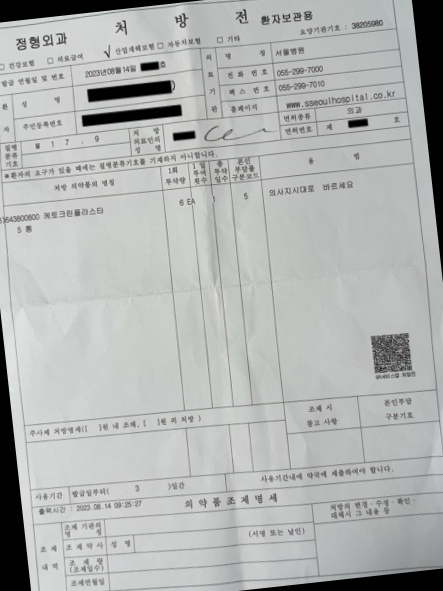 정형외과 처 방 전 환자보관용
요양기관기호 : 38205980
□ 건강보험 □ 의료급여 √ 산업재해보험 □ 자동차보험 □ 기타
발급 연월일 및 번호 2023년08월14일 호
의 료 기 관
명 칭 서울병원
전 화 번 호 055-299-7000
팩 스 번 호 055-299-7010
홈페이지 www.sseoulhospital.co.kr
환 자
성 명
주민등록번호
질병 분류 기호 M 1 7 . 9
처 방 의료인의 성 명
면허종류 의과
면허번호 제 호
※환자의 요구가 있을 때에는 질병분류기호를 기재하지 아니합니다.
처방 의약품의 명칭
1회 투약량
1일 투여 횟수
총 투약 일수
본인 부담률 구분코드
용 법
643800800 케토크린플라스타 6 EA 1 5 의사지시대로 바르세요
5 통
주사제 처방명세([ ]원 내 조제, [ ]원 외 처방 )
조제 시 참고 사항
본인부담 구분기호
사용기간 발급일부터( 3 )일간 사용기간내에 약국에 제출하여야 합니다.
출력시간 : 2023.08.14 09:25:27
의 약 품 조 제 명 세
조 제 내 역
조제 기관의 명 칭
처방의 변경·수정·확인· 대체시 그 내용 등
조제약사 성 명 (서명 또는 날인)
조 제 량 (조제일수)
조제연월일